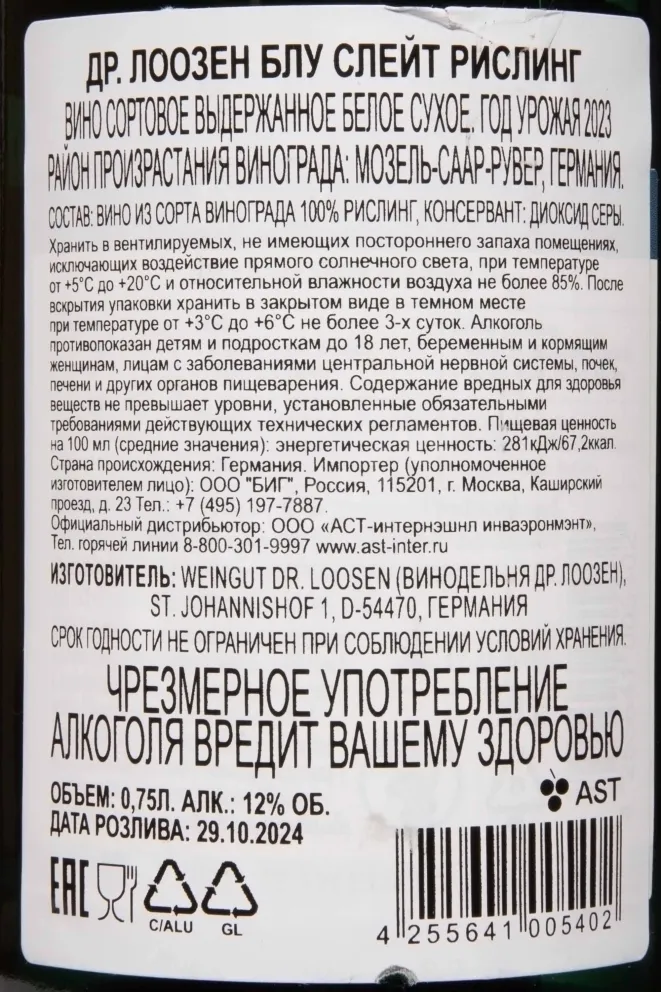 ДР. ЛООЗЕН БЛУ СЛЕЙТ РИСЛИНГ
ВИНО СОРТОВОЕ ВЫДЕРЖАННОЕ БЕЛОЕ СУХОЕ. ГОД УРОЖАЯ 2023
РАЙОН ПРОИЗРАСТАНИЯ ВИНОГРАДА: МОЗЕЛЬ-СААР-РУВЕР, ГЕРМАНИЯ.
СОСТАВ: ВИНО ИЗ СОРТА ВИНОГРАДА 100% РИСЛИНГ, КОНСЕРВАНТ: ДИОКСИД СЕРЫ.
Хранить в вентилируемых, не имеющих постороннего запаха помещениях,
исключающих воздействие прямого солнечного света, при температуре
от +5°С до +20°С и относительной влажности воздуха не более 85%. После
вскрытия упаковки хранить в закрытом виде в темном месте
при температуре от +3°С до +6°С не более 3-х суток. Алкоголь
противопоказан детям и подросткам до 18 лет, беременным и кормящим
женщинам, лицам с заболеваниями центральной нервной системы, почек,
печени и других органов пищеварения. Содержание вредных для здоровья
веществ не превышает уровни, установленные обязательными
требованиями действующих технических регламентов. Пищевая ценность
на 100 мл (средние значения): энергетическая ценность: 281кДж/67,2ккал.
Страна происхождения: Германия. Импортер (уполномоченное
изготовителем лицо): ООО "БИГ", Россия, 115201, г. Москва, Каширский
проезд, д. 23 Тел.: +7 (495) 197-7887.
Официальный дистрибьютор: ООО «АСТ-интернэшнл инваэронмэнт»,
Тел. горячей линии 8-800-301-9997 www.ast-inter.ru
ИЗГОТОВИТЕЛЬ: WEINGUT DR. LOOSEN (ВИНОДЕЛЬНЯ ДР. ЛООЗЕН),
ST. JOHANNISHOF 1, D-54470, ГЕРМАНИЯ
СРОК ГОДНОСТИ НЕ ОГРАНИЧЕН ПРИ СОБЛЮДЕНИИ УСЛОВИЙ ХРАНЕНИЯ.
ЧРЕЗМЕРНОЕ УПОТРЕБЛЕНИЕ
АЛКОГОЛЯ ВРЕДИТ ВАШЕМУ ЗДОРОВЬЮ
ОБЪЕМ: 0,75Л. АЛК.: 12% ОБ.
AST
ДАТА РОЗЛИВА: 29.10.2024
EAC
C/ALU
GL
4 255641 005402